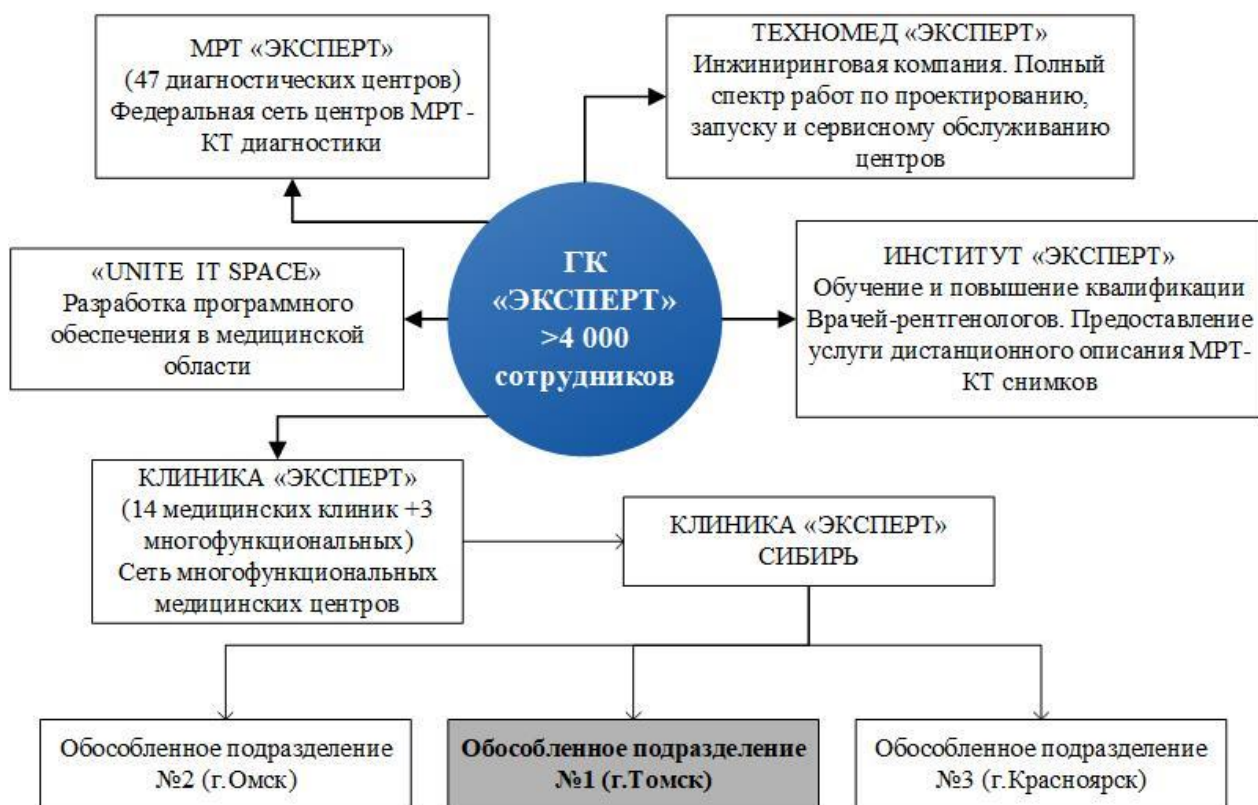 МРТ «ЭКСПЕРТ»
(47 диагностических центров)
Федеральная сеть центров МРТ-
КТ диагностики
ТЕХНОМЕД «ЭКСПЕРТ»
Инжиниринговая компания. Полный
спектр работ по проектированию,
запуску и сервисному обслуживанию
центров
«UNITE IT SPACE»
Разработка программного
обеспечения в медицинской
области
ГК
«ЭКСПЕРТ»
>4 000
сотрудников
ИНСТИТУТ «ЭКСПЕРТ»
Обучение и повышение квалификации
Врачей-рентгенологов. Предоставление
услуги дистанционного описания МРТ-
КТ снимков
КЛИНИКА «ЭКСПЕРТ»
(14 медицинских клиник +3
многофункциональных)
Сеть многофункциональных
медицинских центров
КЛИНИКА «ЭКСПЕРТ»
СИБИРЬ
Обособленное подразделение
№2 (г.Омск)
Обособленное подразделение
№1 (г.Томск)
Обособленное подразделение
№3 (г.Красноярск)